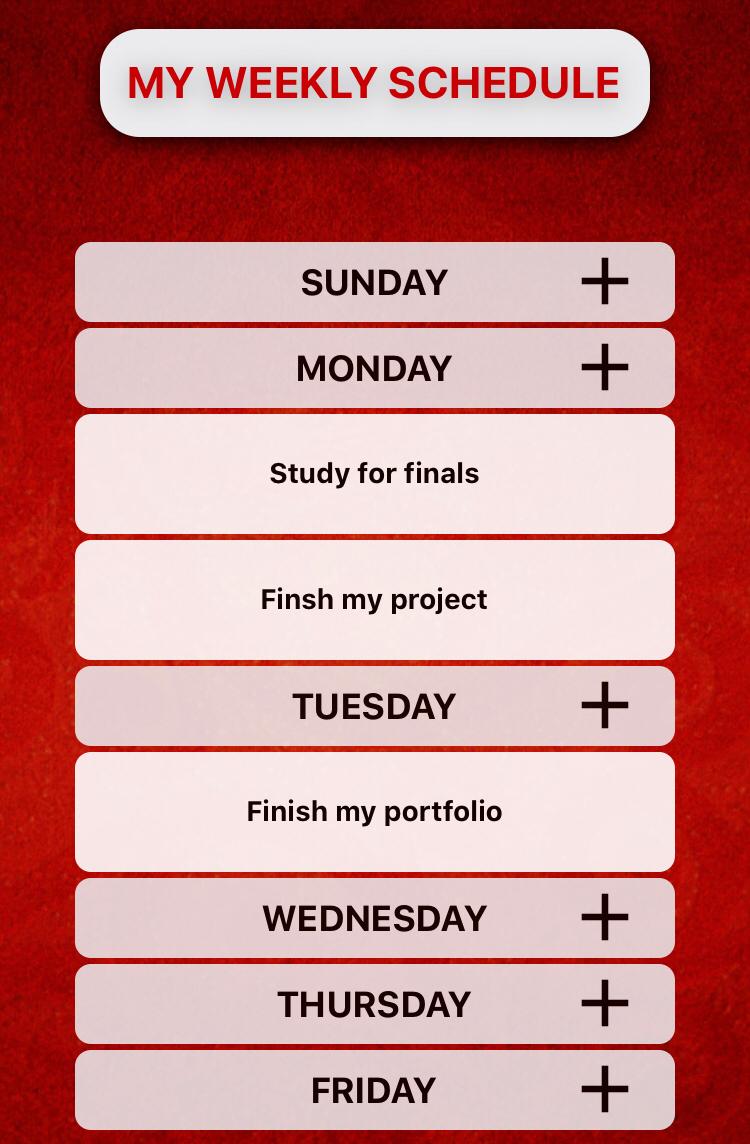 MY WEEKLY SCHEDULE
SUNDAY
MONDAY
Study for finals
Finsh my project
TUESDAY
Finish my portfolio
WEDNESDAY
THURSDAY
FRIDAY